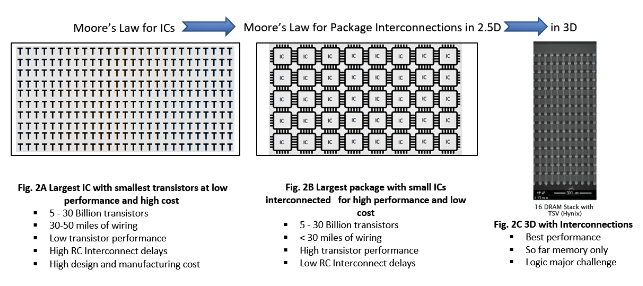 Moore's Law for ICs
Moore's Law for Package Interconnections in 2.5D
in 3D
IC IC IC IC IC IC IC IC
IC IC IC IC IC IC IC IC
IC IC IC IC IC IC IC IC
IC IC IC IC IC IC IC IC
IC IC IC IC IC IC IC IC
Fig. 2A Largest IC with smallest transistors at low
performance and high cost
▪ 5 - 30 Billion transistors
▪ 30-50 miles of wiring
▪ Low transistor performance
▪ High RC Interconnect delays
▪ High design and manufacturing cost
Fig. 2B Largest package with small ICs
interconnected for high performance and low
cost
▪ 5 - 30 Billion transistors
▪ < 30 miles of wiring
▪ High transistor performance
▪ Low RC Interconnect delays
16 DRAM Stack with
TSV (Hynix)
Fig. 2C 3D with Interconnections
▪ Best performance
▪ So far memory only
▪ Logic major challenge